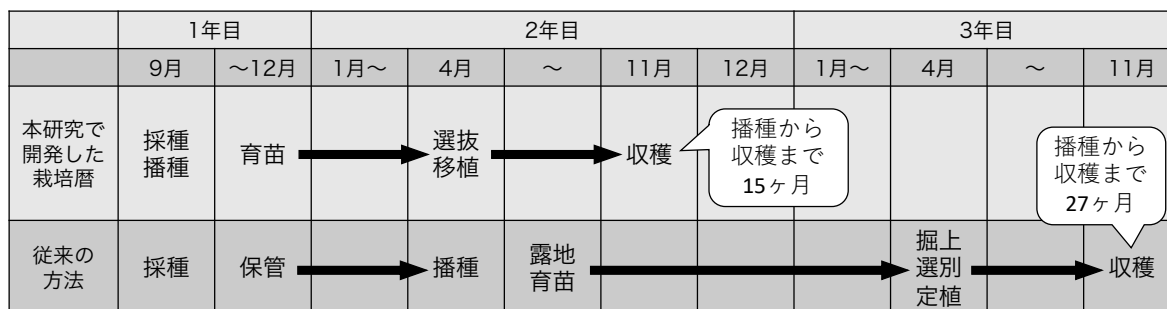 1年目 2年目 3年目
9月 〜12月 1月〜 4月 〜 11月 12月 1月〜 4月 〜 11月
本研究で
開発した
栽培暦
採種
播種
育苗
選抜
移植
収穫
播種から
収穫まで
15ヶ月
播種から
収穫まで
27ヶ月
従来の
方法
採種
保管
播種
露地
育苗
掘上
選別
定植
収穫